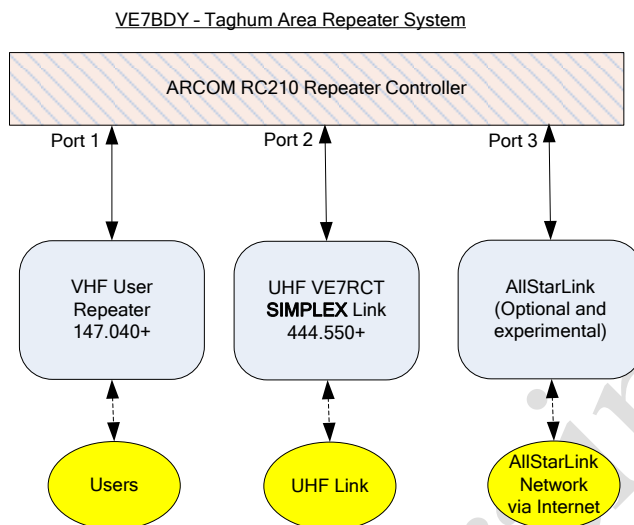 VE7BDY - Taghum Area Repeater System
ARCOM RC210 Repeater Controller
Port 1
Port 2
Port 3
VHF User
Repeater
147.040+
UHF VE7RCT
SIMPLEX Link
444.550+
AllStarLink
(Optional and
experimental)
Users
UHF Link
AllStarLink
Network
via Internet